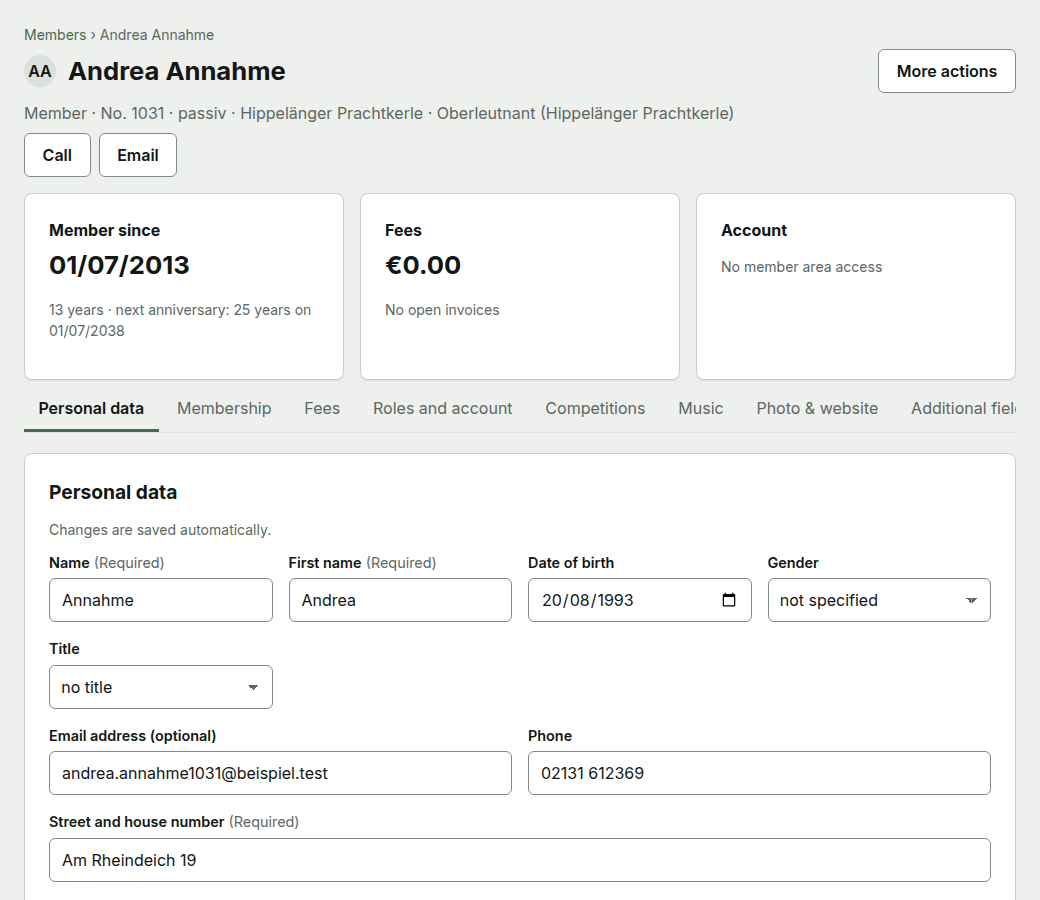 Members › Andrea Annahme
AA Andrea Annahme
More actions
Member · No. 1031 · passiv · Hippelänger Prachtkerle · Oberleutnant (Hippelänger Prachtkerle)
Call
Email
Member since
01/07/2013
13 years · next anniversary: 25 years on
01/07/2038
Fees
€0.00
No open invoices
Account
No member area access
Personal data
Membership
Fees
Roles and account
Competitions
Music
Photo & website
Additional
Personal data
Changes are saved automatically.
Name (Required)
Annahme
First name (Required)
Andrea
Date of birth
20/08/1993
Gender
not specified
Title
no title
Email address (optional)
andrea.annahme1031@beispiel.test
Phone
02131 612369
Street and house number (Required)
Am Rheindeich 19